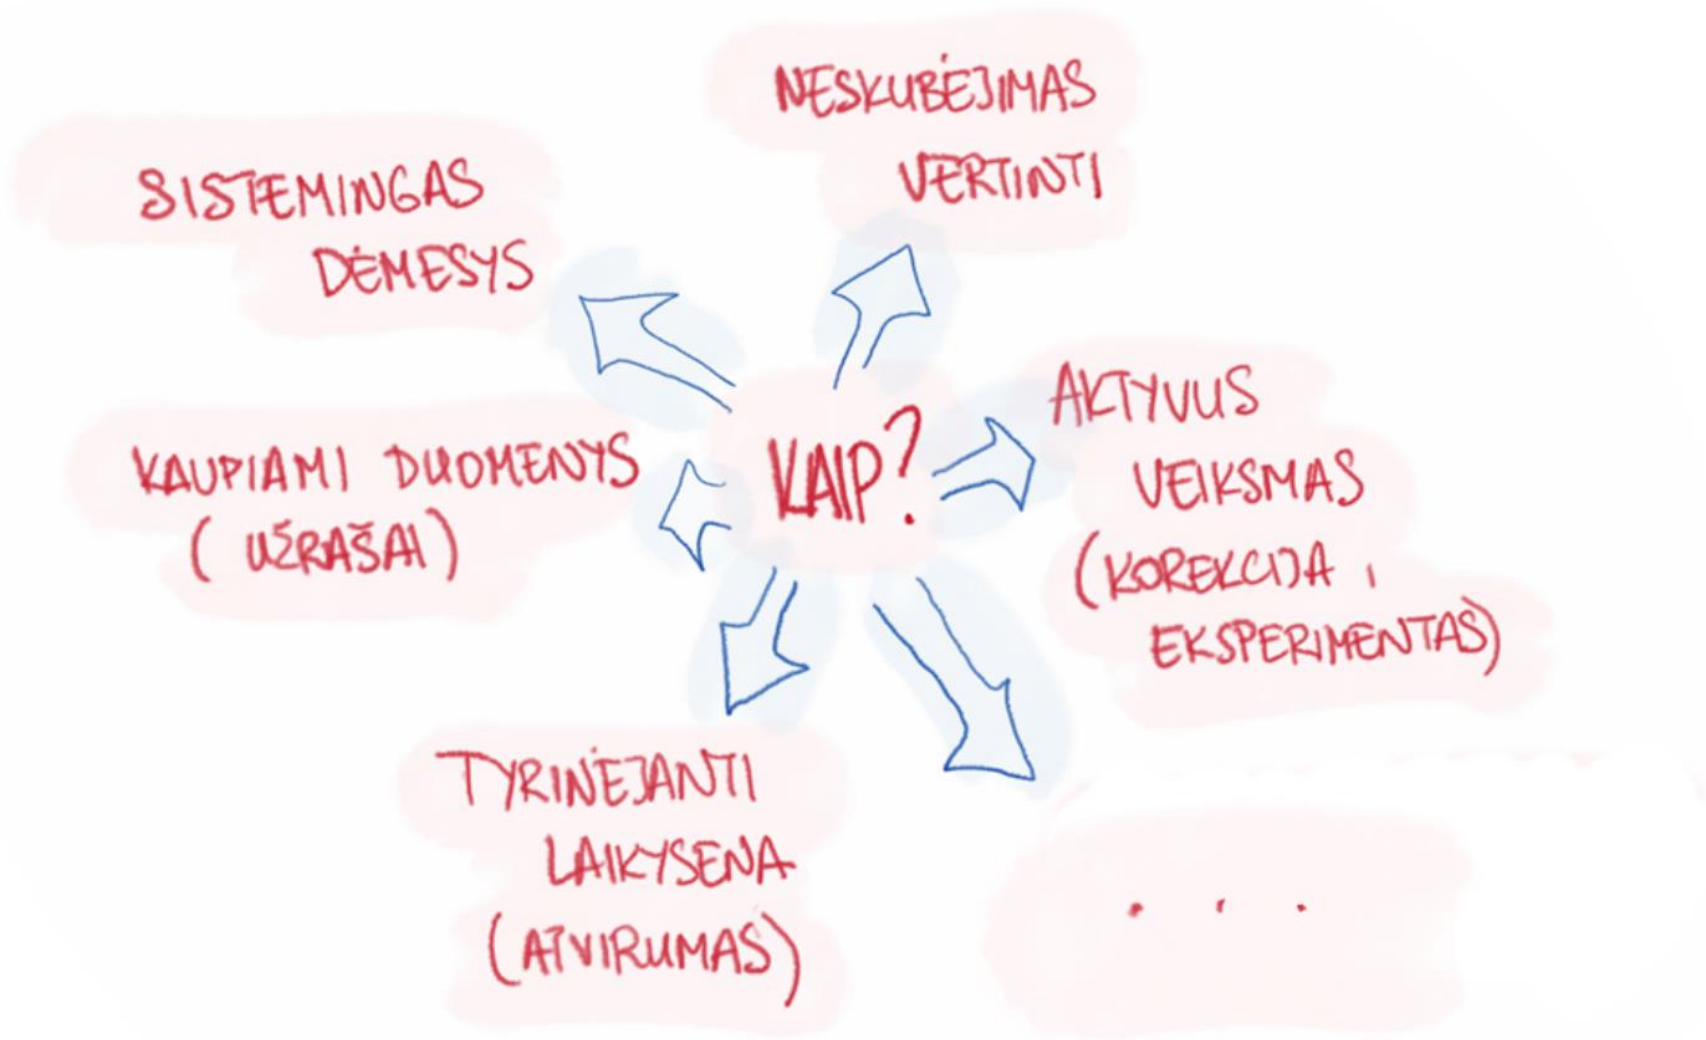 NESKUBĖJIMAS
VERTINTI
SISTEMINGAS
DĖMESYS
AKTYVUS
VEIKSMAS
(KOREKCIJA,
EKSPERIMENTAS)
KAIP?
KAUPIAMI DUOMENYS
(UŽRAŠAI)
TYRINĖJANTI
LAIKYSENA
(ATVIRUMAS)
. . .